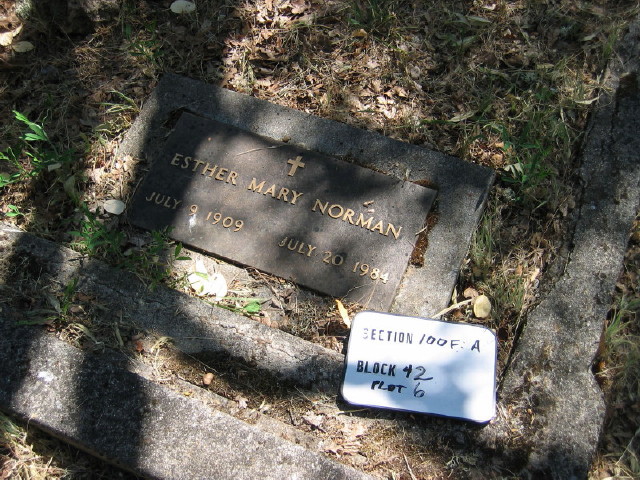 ESTHER MARY NORMAN
JULY 9 1909 JULY 20 1984
SECTION 100F:A
BLOCK 42
PLOT 6